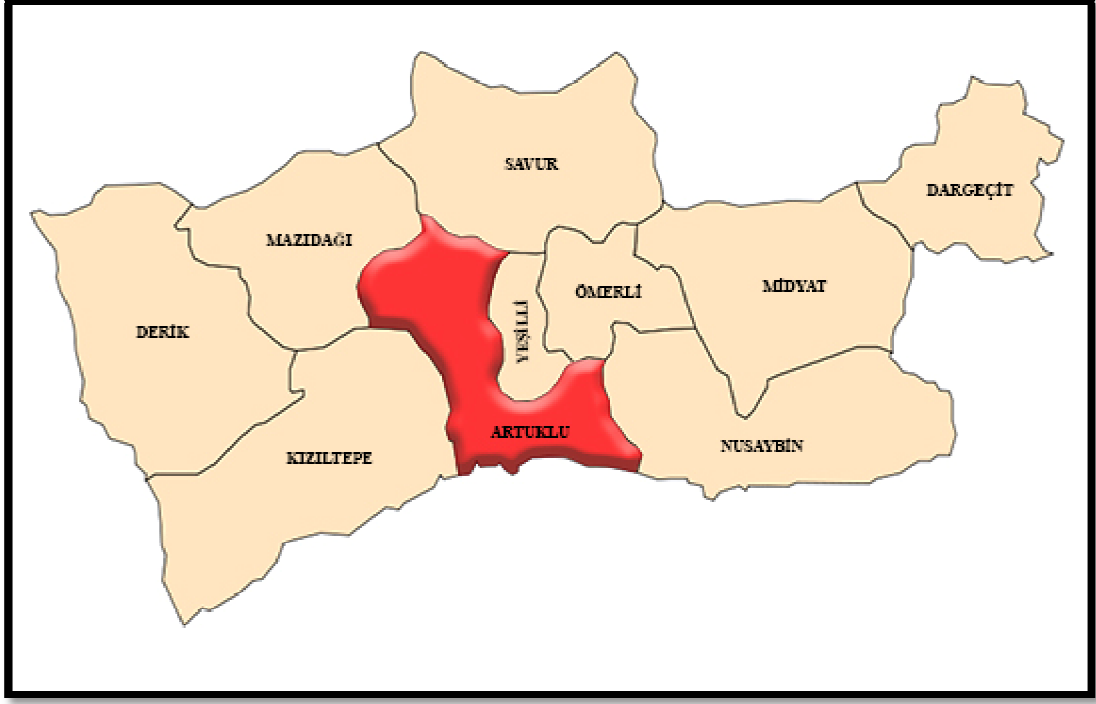 SAVUR
DARGEÇİT
MAZIDAĞI
MİDYAT
ÖMERLİ
YEŞİLLİ
DERİK
ARTUKLU
NUSAYBİN
KIZILTEPE